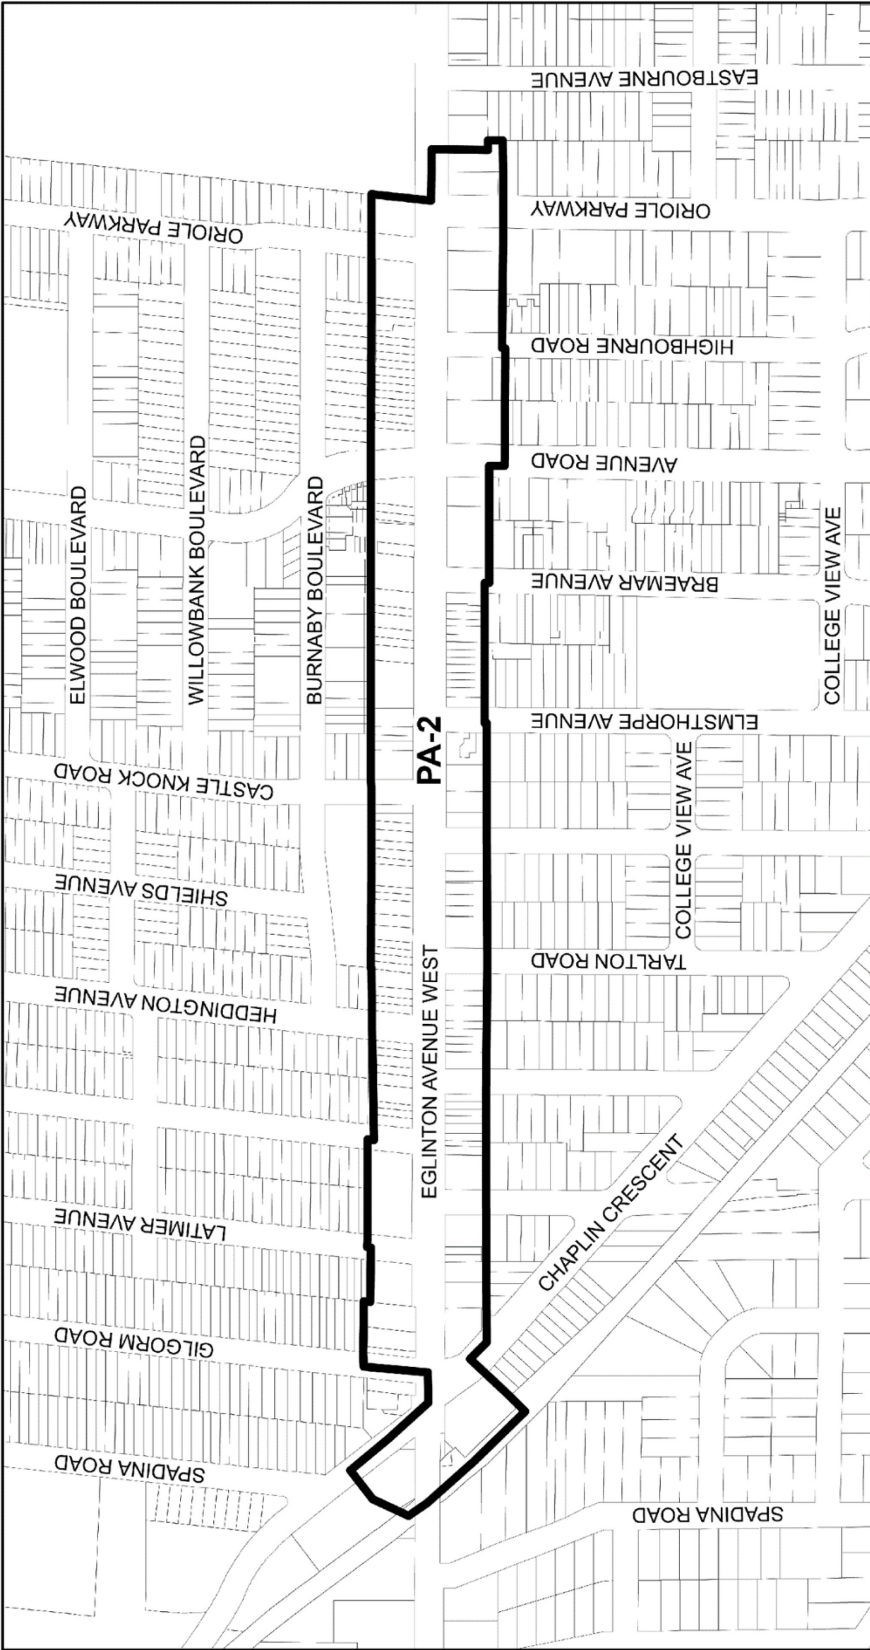 EASTBOURNE AVENUE
ORIOLE PARKWAY
ORIOLE PARKWAY
HIGHBOURNE ROAD
AVENUE ROAD
ELWOOD BOULEVARD
WILLOWBANK BOULEVARD
BURNABY BOULEVARD
BRAEMAR AVENUE
COLLEGE VIEW AVE
ELMSTHORPE AVENUE
PA-2
CASTLE KNOCK ROAD
COLLEGE VIEW AVE
SHIELDS AVENUE
TARLTON ROAD
HEDDINGTON AVENUE
EGLINTON AVENUE WEST
CHAPLIN CRESCENT
LATIMER AVENUE
GILGORM ROAD
SPADINA ROAD
SPADINA ROAD